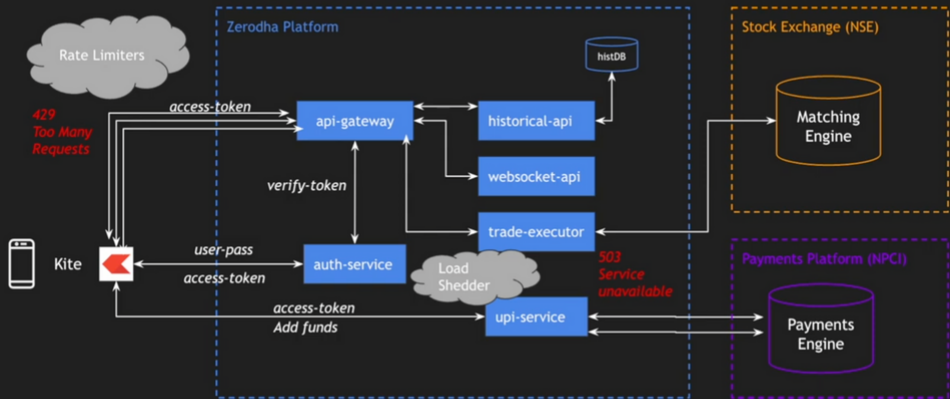 Zerodha Platform
Stock Exchange (NSE)
Rate Limiters
histDB
429
Too Many
Requests
access-token
api-gateway
historical-api
Matching
Engine
verify-token
websocket-api
trade-executor
Kite
user-pass
access-token
auth-service
Load
Shedder
503
Service
unavailable
Payments Platform (NPCI)
access-token
Add funds
upi-service
Payments
Engine